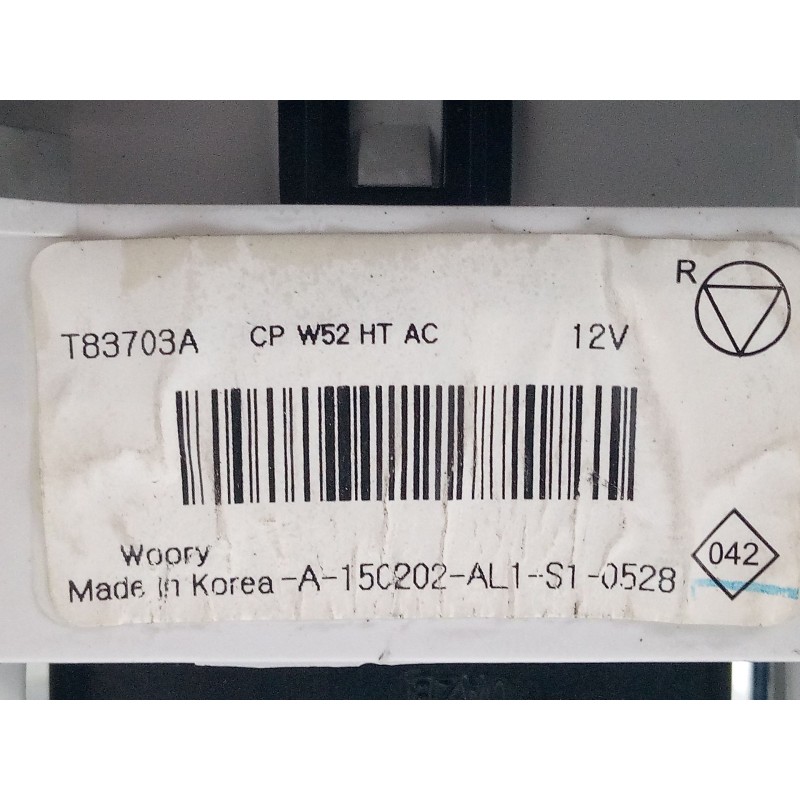 R
T83703A CP W52 HT AC 12V
Woory
042
Made in Korea -A-150202-AL1-S1-0528